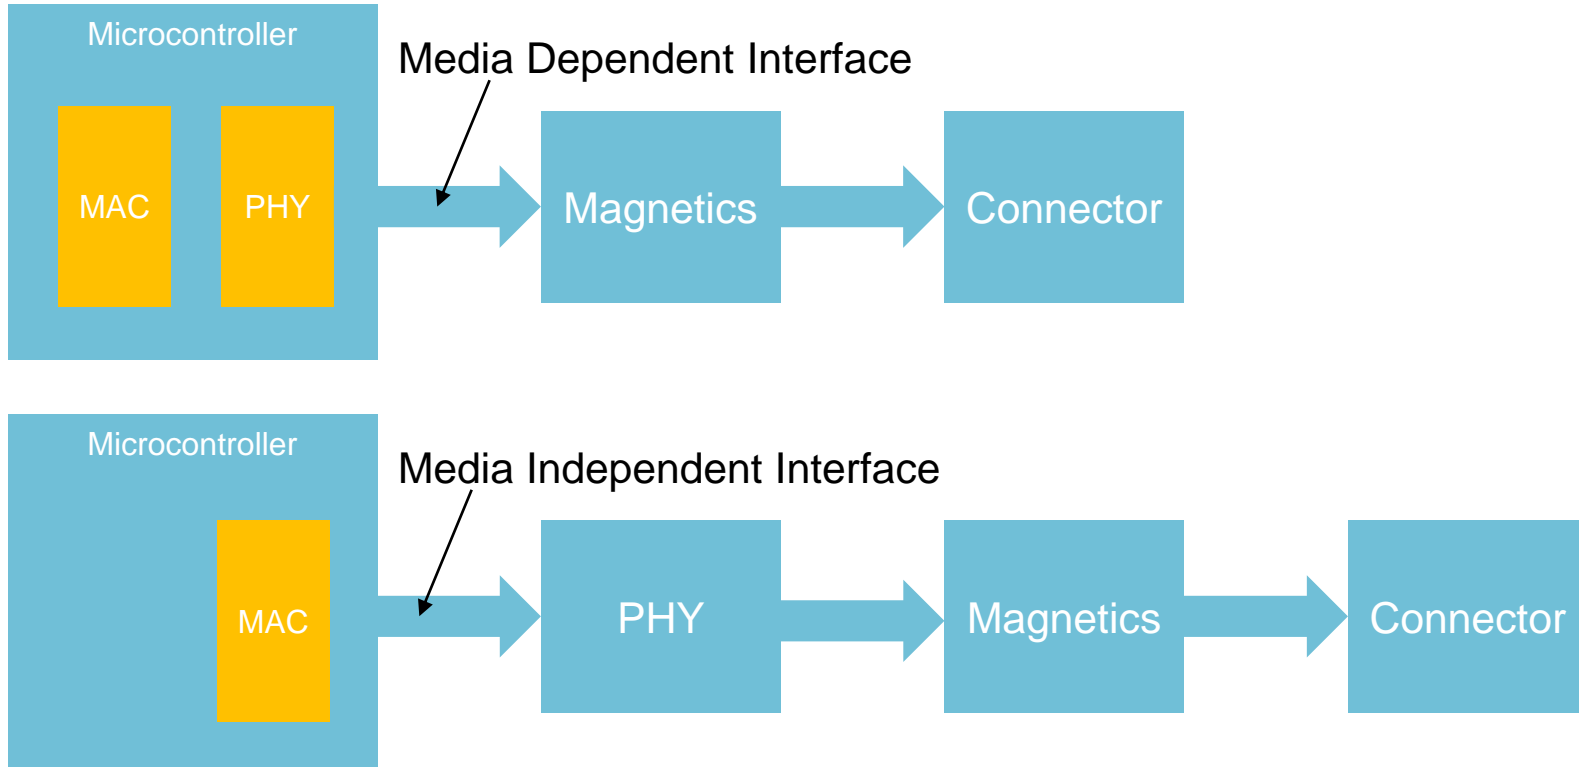 Microcontroller
Media Dependent Interface
MAC
PHY
Magnetics
Connector
Microcontroller
Media Independent Interface
MAC
PHY
Magnetics
Connector